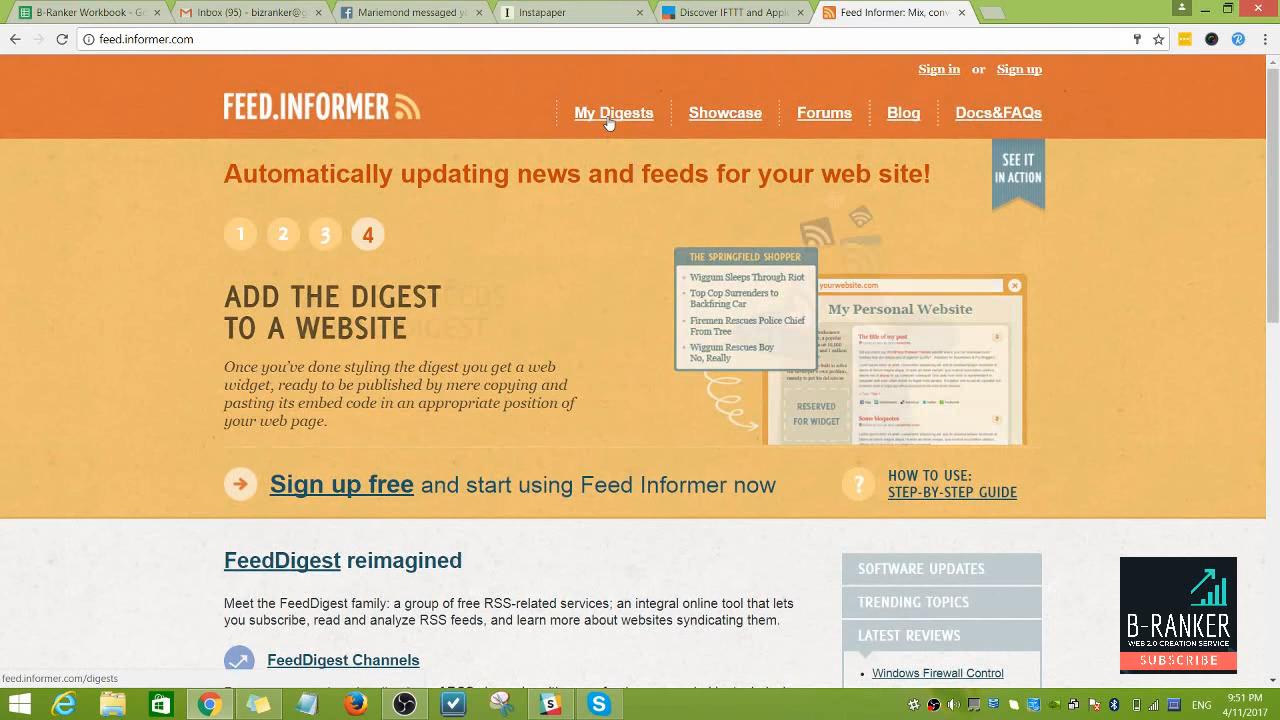 B-Ranker Workbook - G
Inbox (95) - bizranker@g
Mariemond messaged y
Instapaper
Discover IFTTT and Apple
Feed Informer: Mix, con
B-Ranker
feed.informer.com
Sign in or Sign up
FEED.INFORMER
My Digests
Showcase
Forums
Blog
Docs&FAQs
Automatically updating news and feeds for your web site!
SEE IT
IN ACTION
1 2 3 4
ADD THE DIGEST
TO A WEBSITE
Once you're done styling the digest you get a web
widget, ready to be published by mere copying and
pasting its embed code in an appropriate position of
your web page.
THE SPRINGFIELD SHOPPER
Wiggum Sleeps Through Riot
Top Cop Surrenders to
Backfiring Car
Firemen Rescues Police Chief
From Tree
Wiggum Rescues Boy
No, Really
yourwebsite.com
My Personal Website
The title of my post
Some bloquotes
RESERVED
FOR WIDGET
Sign up free and start using Feed Informer now
?
HOW TO USE:
STEP-BY-STEP GUIDE
FeedDigest reimagined
Meet the FeedDigest family: a group of free RSS related services; an integral online tool that lets
you subscribe, read and analyze RSS feeds, and learn more about websites syndicating them.
FeedDigest Channels
SOFTWARE UPDATES
TRENDING TOPICS
LATEST REVIEWS
Windows Firewall Control
B-RANKER
WEB 2.0 CREATION SERVICE
SUBSCRIBE
feed.informer.com/digests
ENG
9:51 PM
4/11/2017